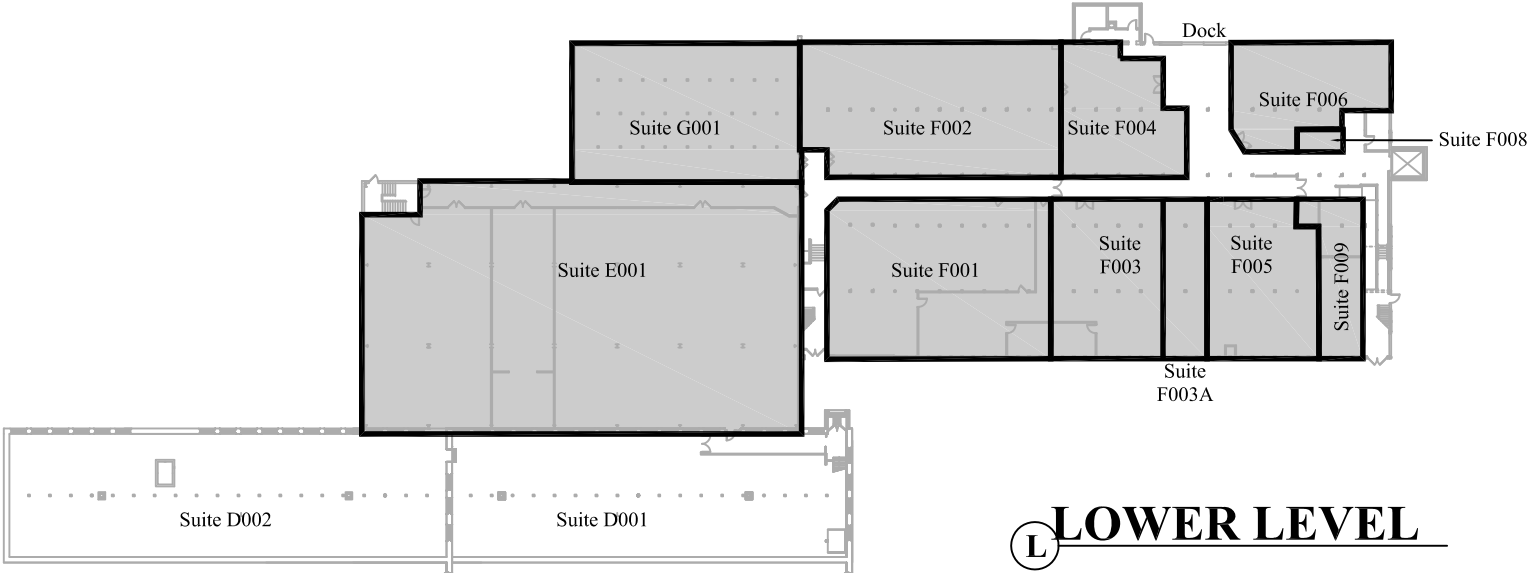 Dock
Suite F006
Suite G001
Suite F002
Suite F004
Suite F008
Suite E001
Suite F001
Suite
F003
Suite
F005
Suite F009
Suite
F003A
Suite D002
Suite D001
LOWER LEVEL
L